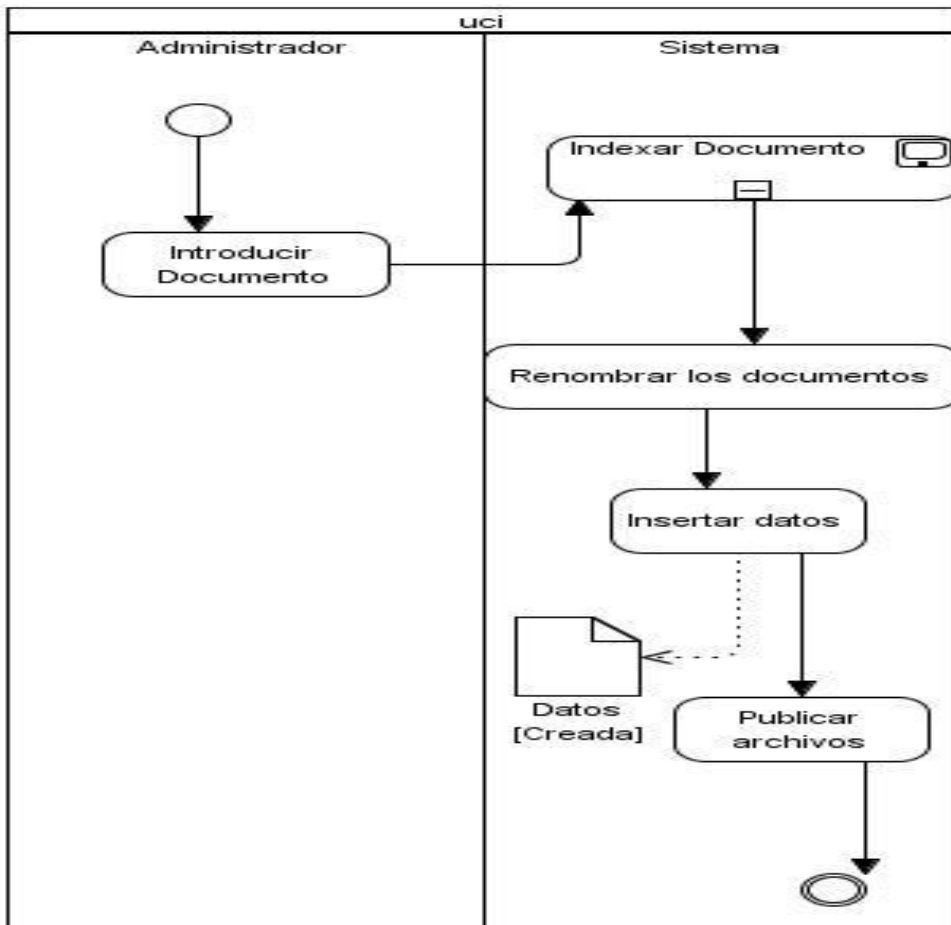 uci
Administrador
Sistema
Indexar Documento
Introducir
Documento
Renombrar los documentos
Insertar datos
Datos
[Creada]
Publicar
archivos